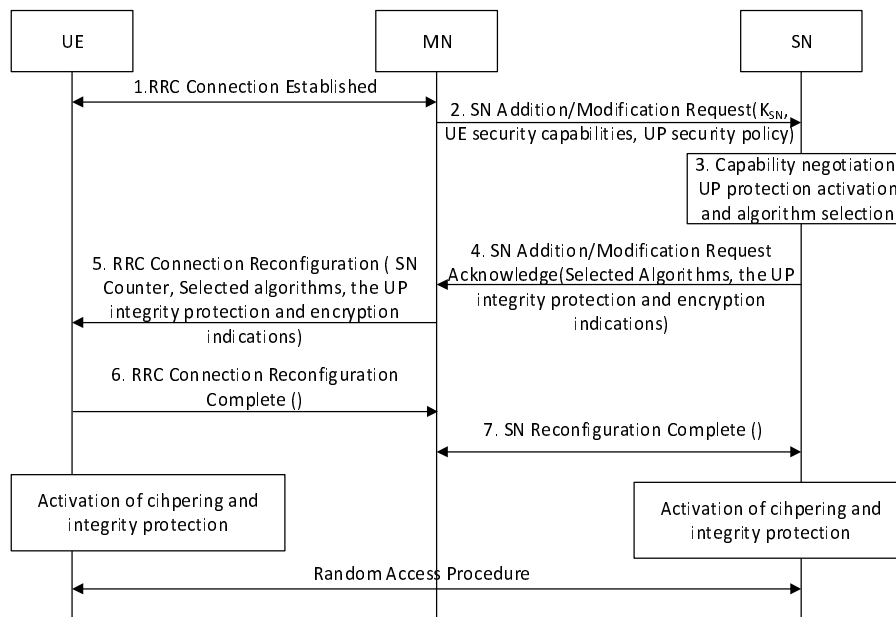 UE
MN
SN
1.RRC Connection Established
2. SN Addition/Modification Request(KSN,
UE security capabilities, UP security policy)
3. Capability negotiation
UP protection activation
and algorithm selection
4. SN Addition/Modification Request
Acknowledge(Selected Algorithms, the UP
integrity protection and encryption
indications)
5. RRC Connection Reconfiguration ( SN
Counter, Selected algorithms, the UP
integrity protection and encryption
indications)
6. RRC Connection Reconfiguration
Complete ()
7. SN Reconfiguration Complete ()
Activation of cihpering and
integrity protection
Activation of cihpering and
integrity protection
Random Access Procedure